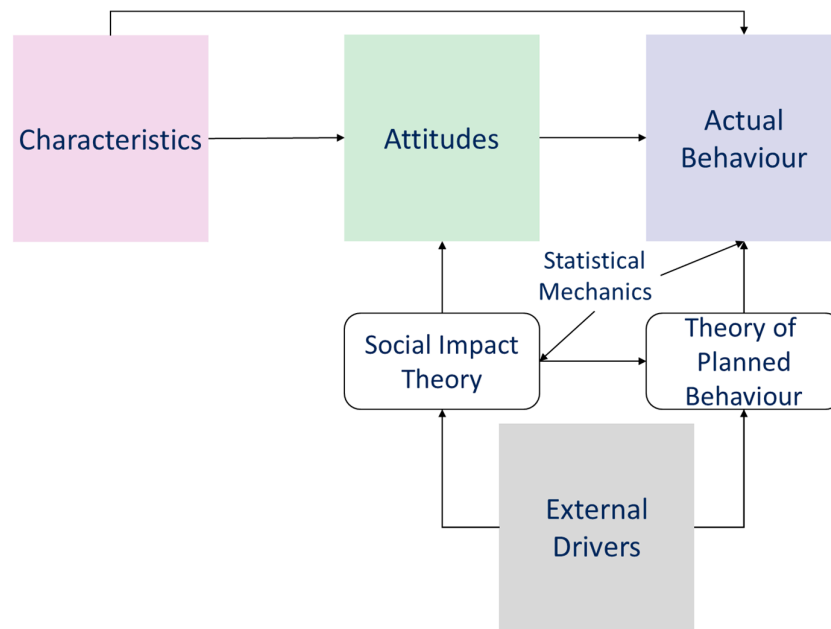 Characteristics
Attitudes
Actual
Behaviour
Statistical
Mechanics
Social Impact
Theory
Theory of
Planned
Behaviour
External
Drivers